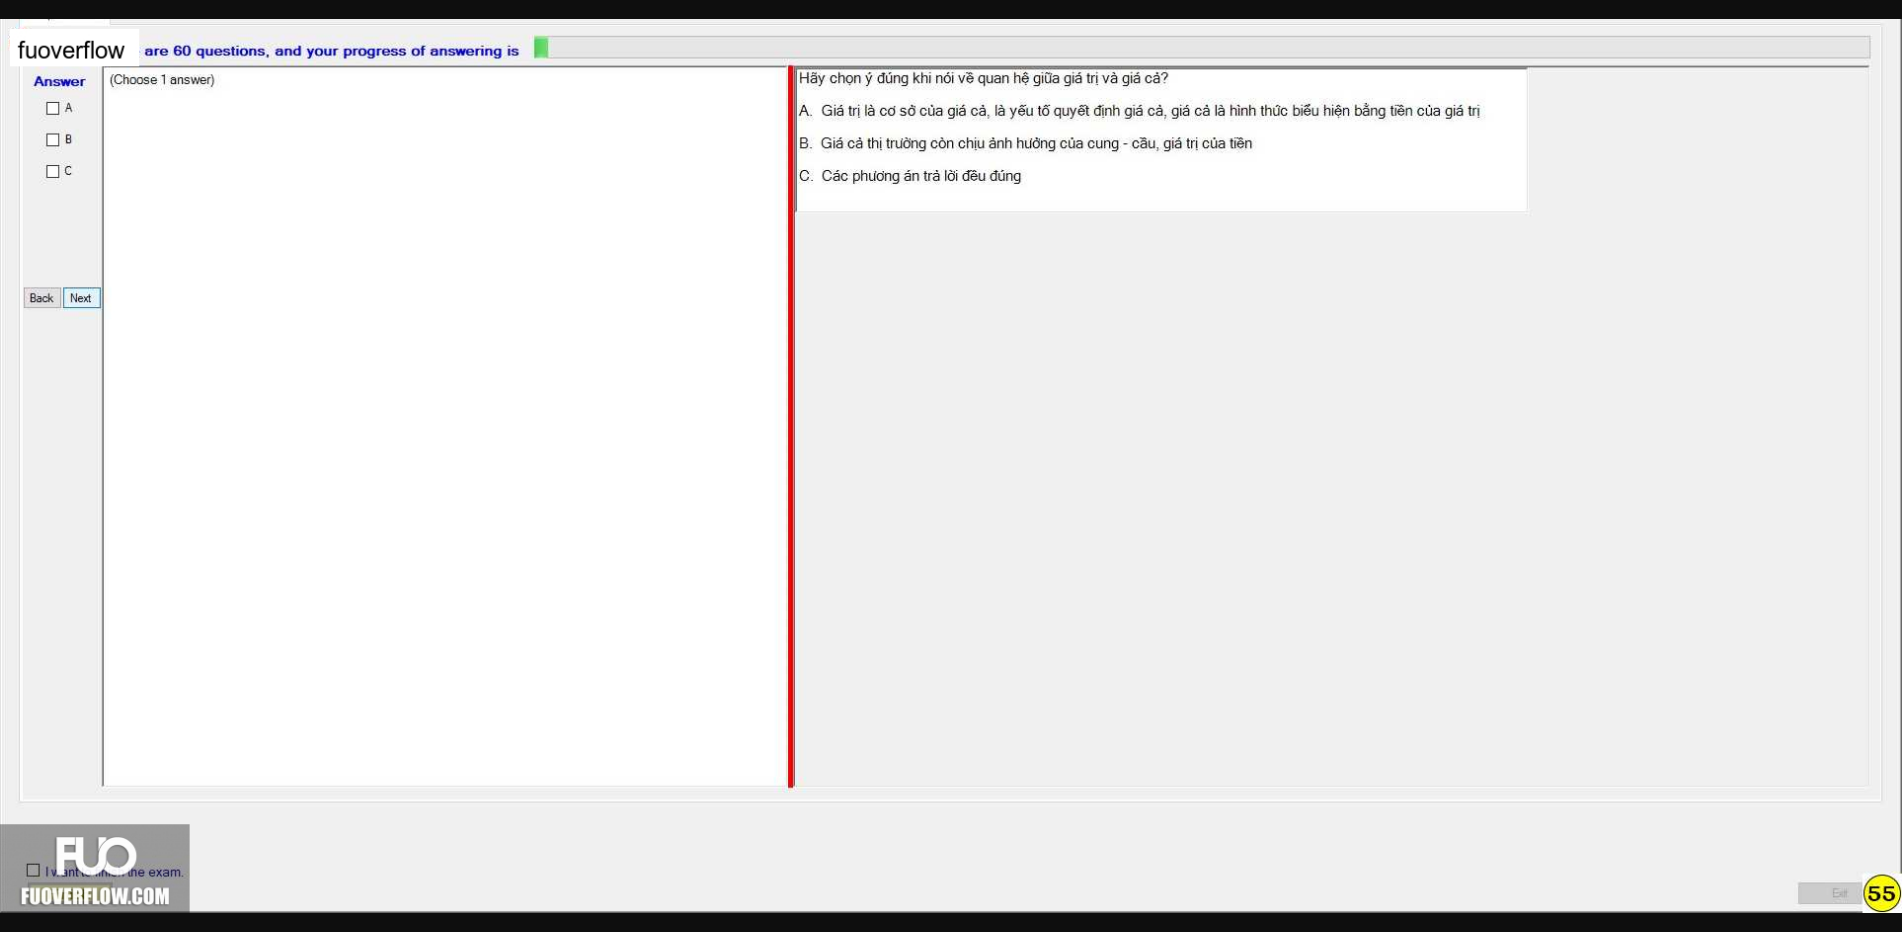 fuoverflow are 60 questions, and your progress of answering is
Answer
(Choose 1 answer)
A
B
C
Back Next
Hãy chọn ý đúng khi nói về quan hệ giữa giá trị và giá cả?
A. Giá trị là cơ sở của giá cả, là yếu tố quyết định giá cả, giá cả là hình thức biểu hiện bằng tiền của giá trị
B. Giá cả thị trường còn chịu ảnh hưởng của cung - cầu, giá trị của tiền
C. Các phương án trả lời đều đúng
FUO
I want to finish the exam.
FUOVERFLOW.COM
Exit
55